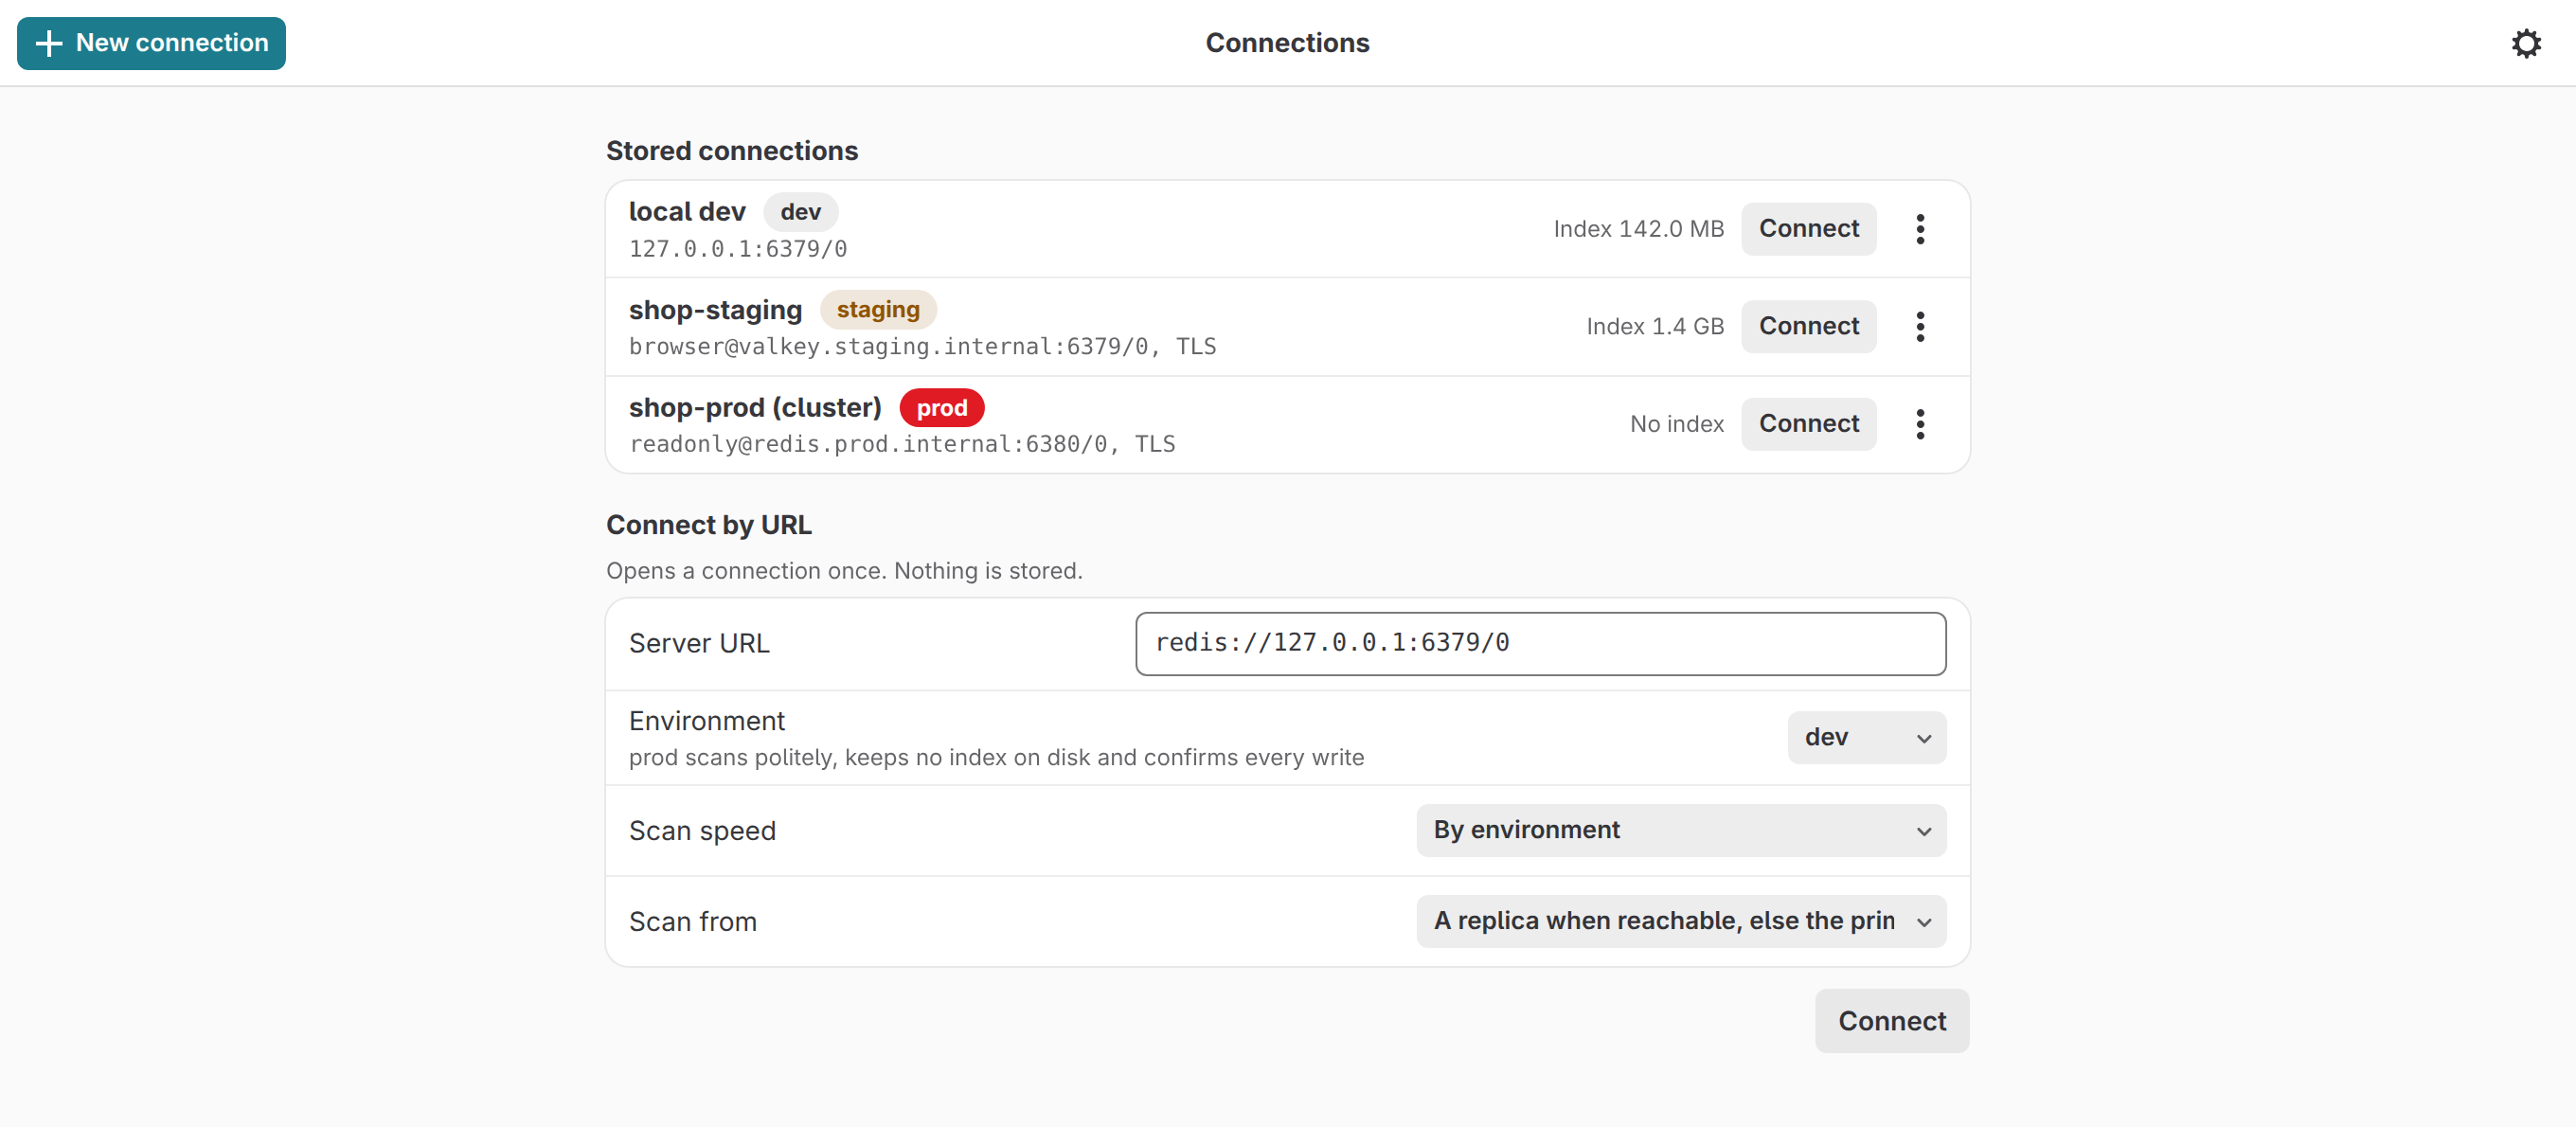 New connection
Connections
Stored connections
local dev dev
127.0.0.1:6379/0
Index 142.0 MB Connect
shop-staging staging
browser@valkey.staging.internal:6379/0, TLS
Index 1.4 GB Connect
shop-prod (cluster) prod
readonly@redis.prod.internal:6380/0, TLS
No index Connect
Connect by URL
Opens a connection once. Nothing is stored.
Server URL redis://127.0.0.1:6379/0
Environment
prod scans politely, keeps no index on disk and confirms every write
dev
Scan speed By environment
Scan from A replica when reachable, else the prin
Connect